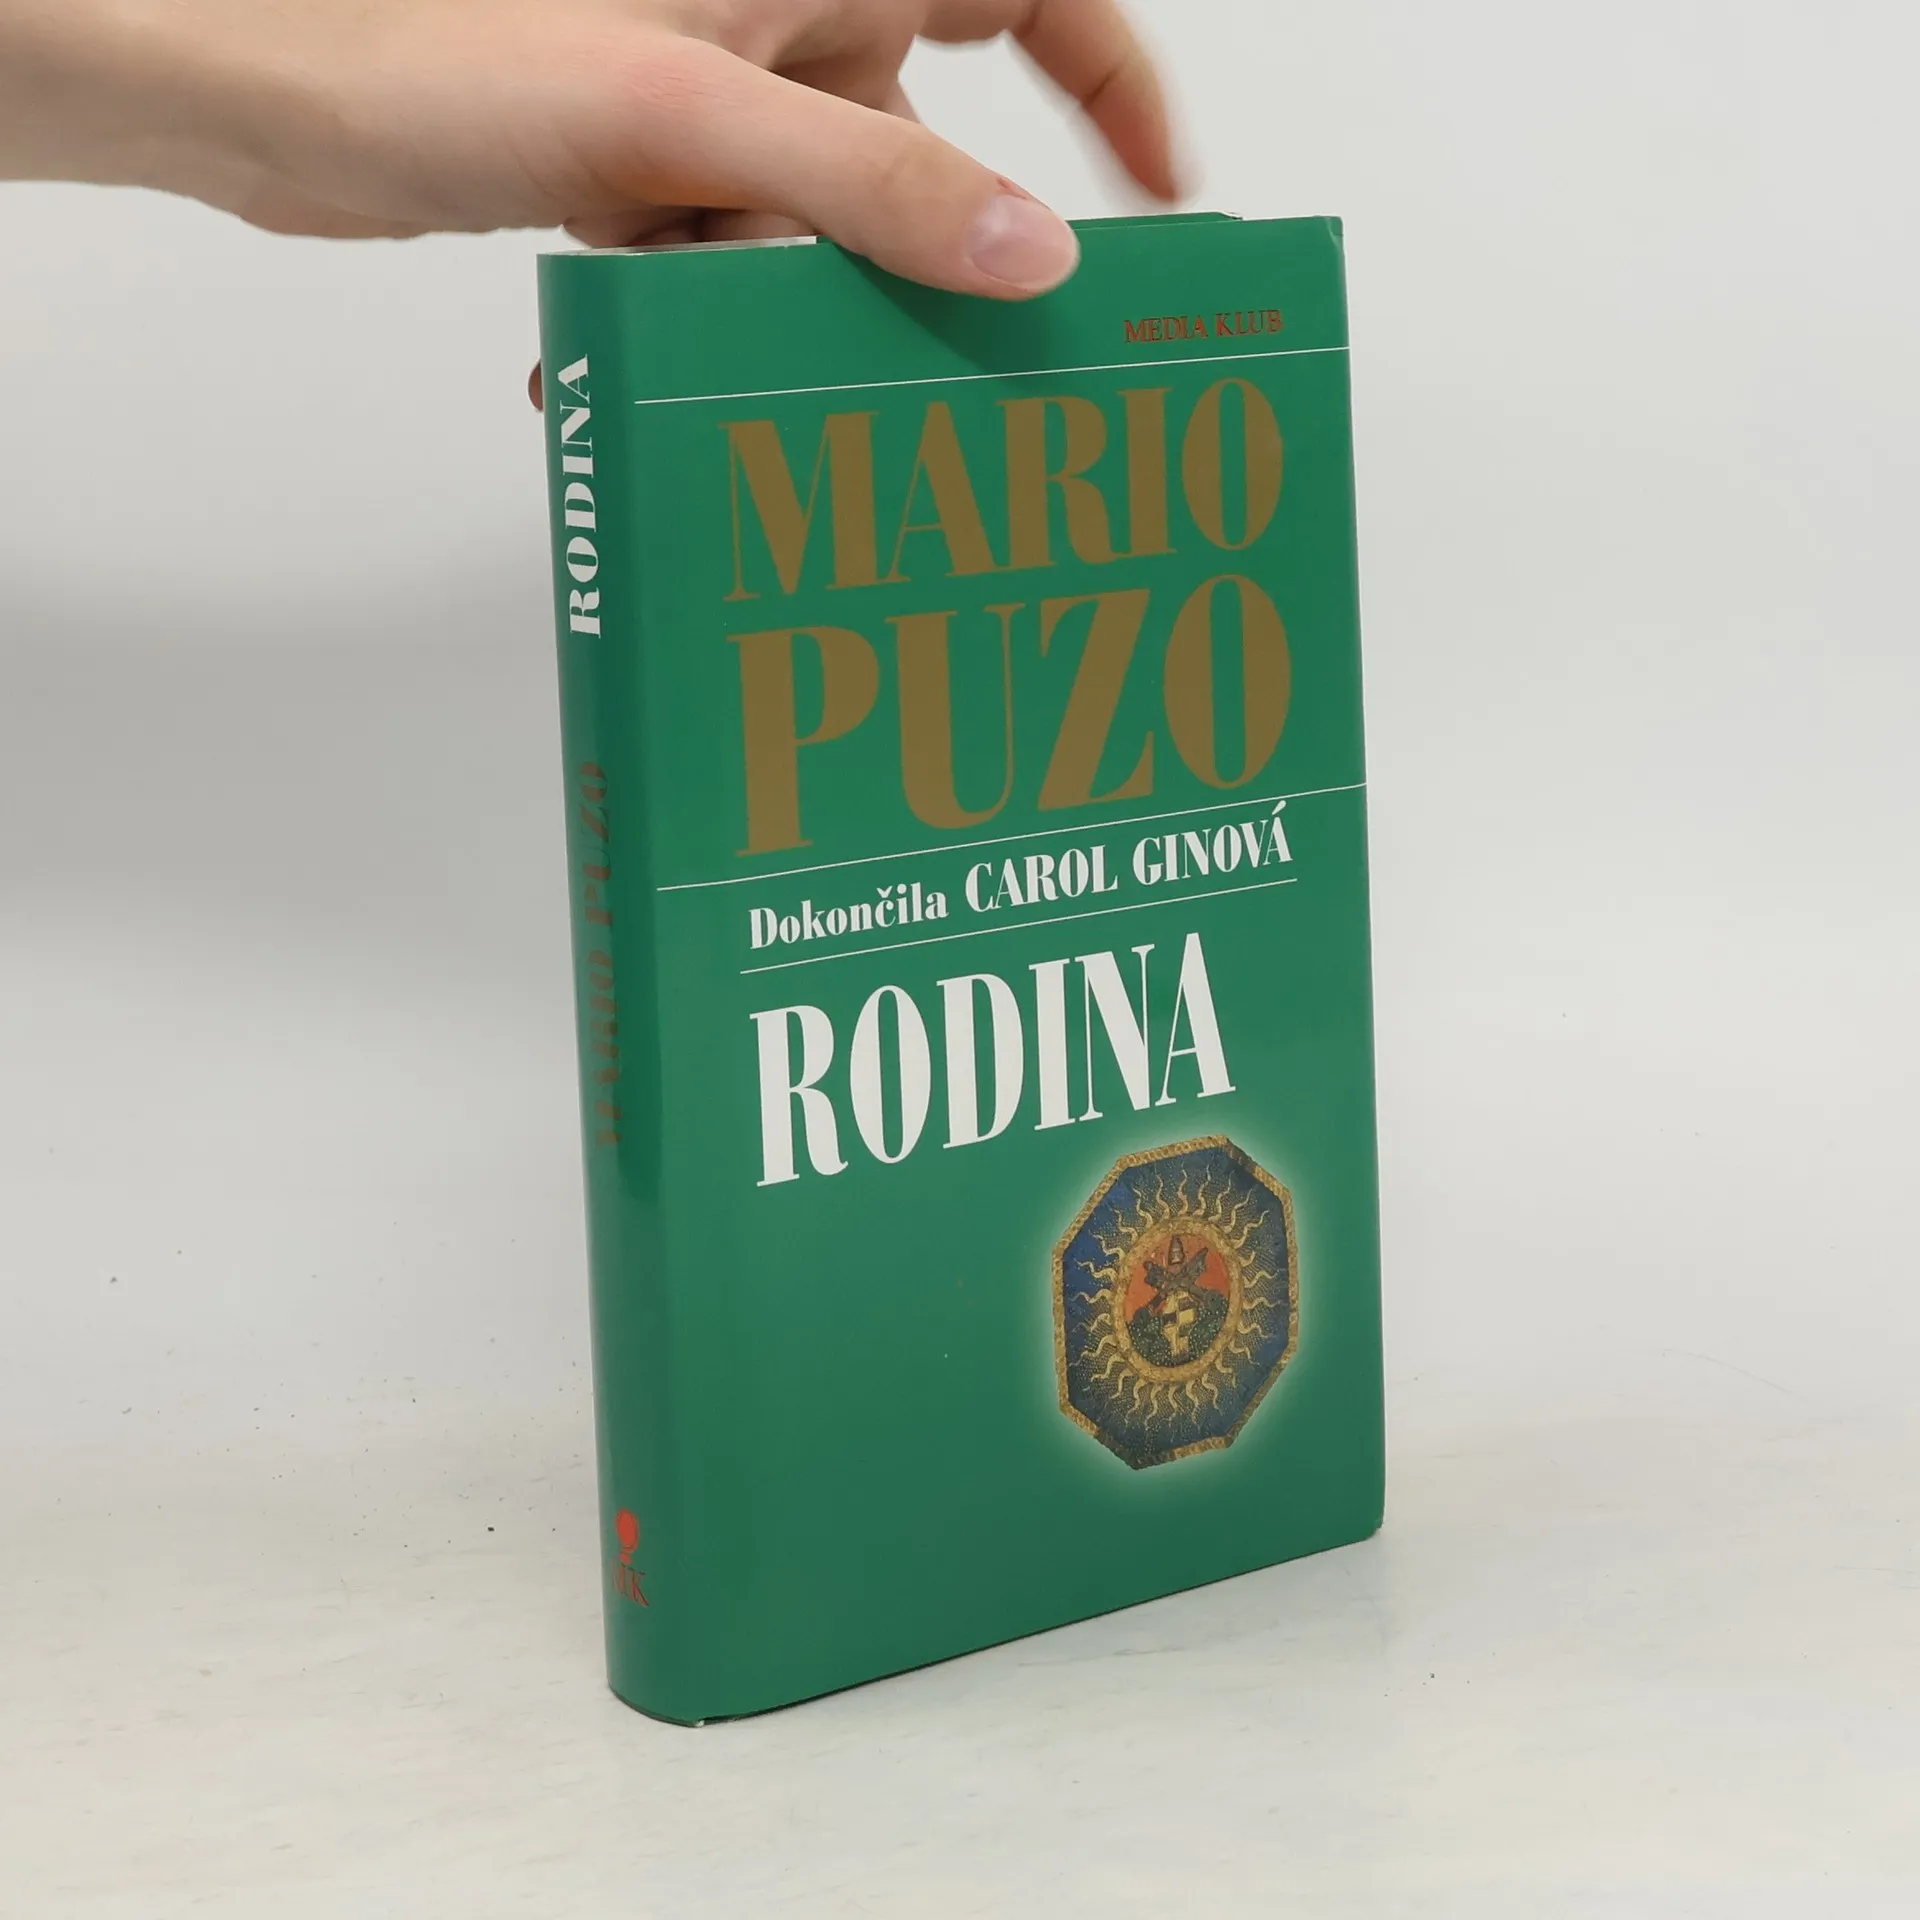 MEDIA KLUB
MARIO
PUZO
Dokončila CAROL GINOVÁ
RODINA
RODINA
MARIO PUZO
MK